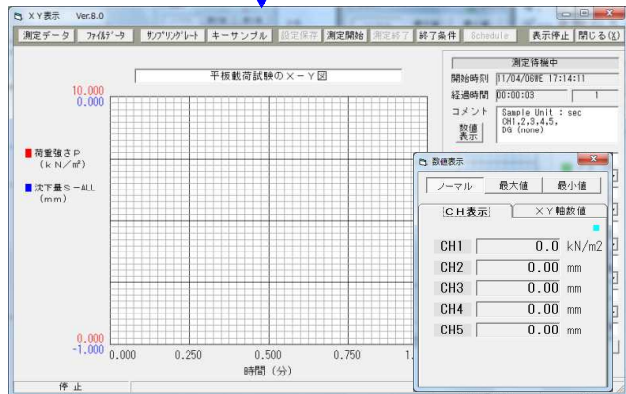 XY表示 Ver.8.0
測定データ ﾌｧｲﾙﾃﾞｰﾀ ｻﾝﾌﾟﾘﾝｸﾞﾚｰﾄ キーサンプル 設定保存 測定開始 測定終了 終了条件 Schedule 表示停止 閉じる(X)
平板載荷試験のX－Y図
測定待機中
開始時刻 11/04/06WE 17:14:11
経過時間 00:00:03 1
コメント Sample Unit : sec
CH1,2,3,4,5,
DG (none)
数値
表示
10.000
0.000
荷重強さP
(kN/㎡)
沈下量S－ALL
(mm)
0.000
-1.000
0.000 0.250 0.500 0.750 1.
時間 (分)
停 止
数値表示
ノーマル 最大値 最小値
CH表示 XY軸数値
CH1 0.0 kN/m2
CH2 0.00 mm
CH3 0.00 mm
CH4 0.00 mm
CH5 0.00 mm